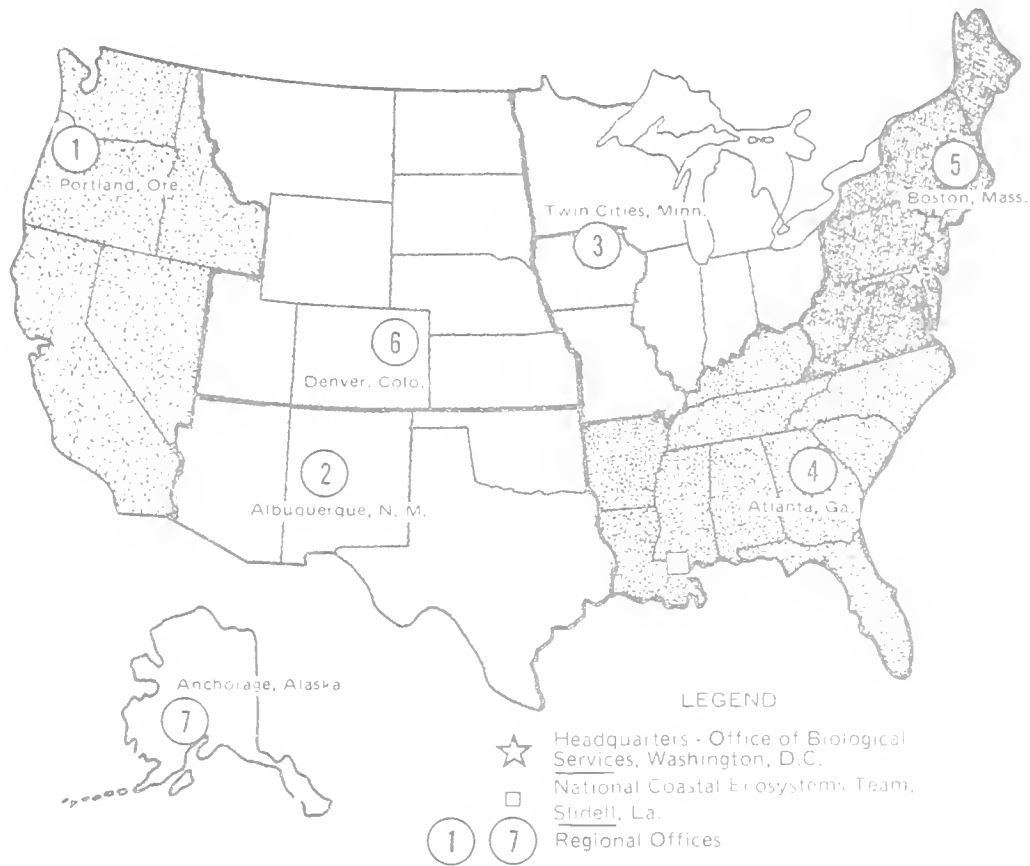 1
Portland, Ore.
5
Boston, Mass.
Twin Cities, Minn.
3
6
Denver, Colo.
2
Albuquerque, N. M.
4
Atlanta, Ga.
Anchorage, Alaska
7
LEGEND
Headquarters - Office of Biological
Services, Washington, D.C.
National Coastal Ecosystems Team,
Slidell, La.
1 7 Regional Offices